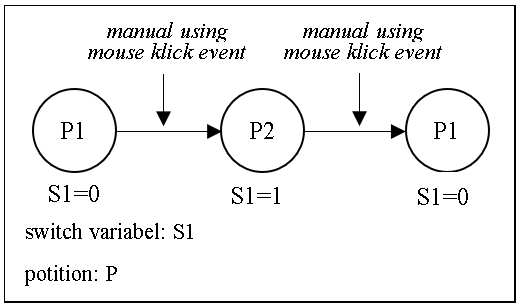 manual using
mouse klick event
manual using
mouse klick event
P1
P2
P1
S1=0
S1=1
S1=0
switch variabel: S1
potition: P